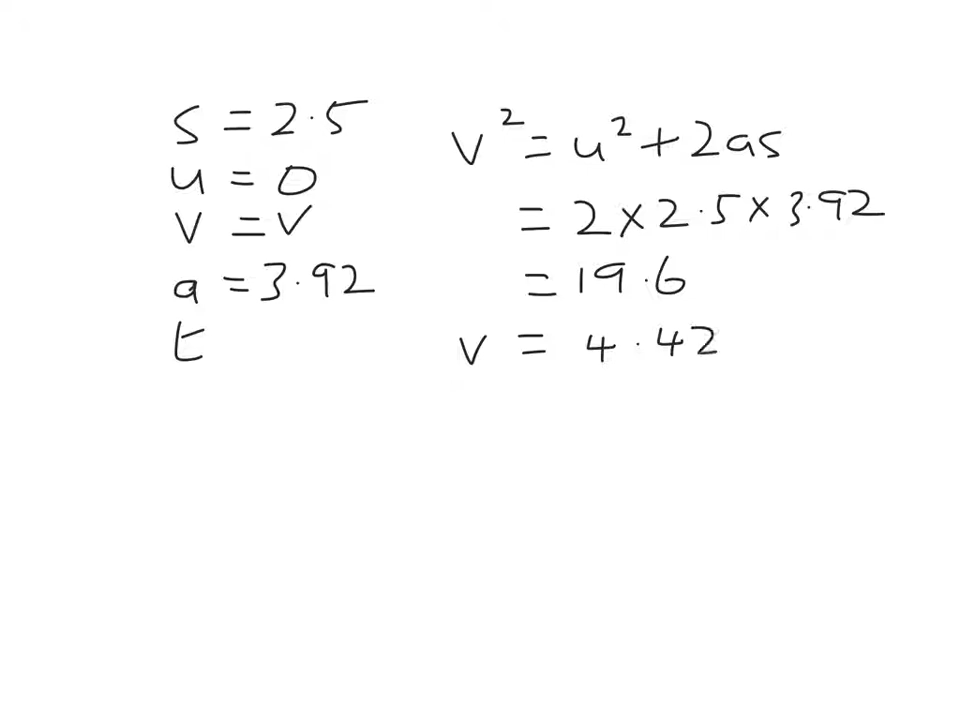 s = 2.5
u = 0
v = v
a = 3.92
t
v² = u² + 2as
= 2 × 2.5 × 3.92
= 19.6
v = 4.42